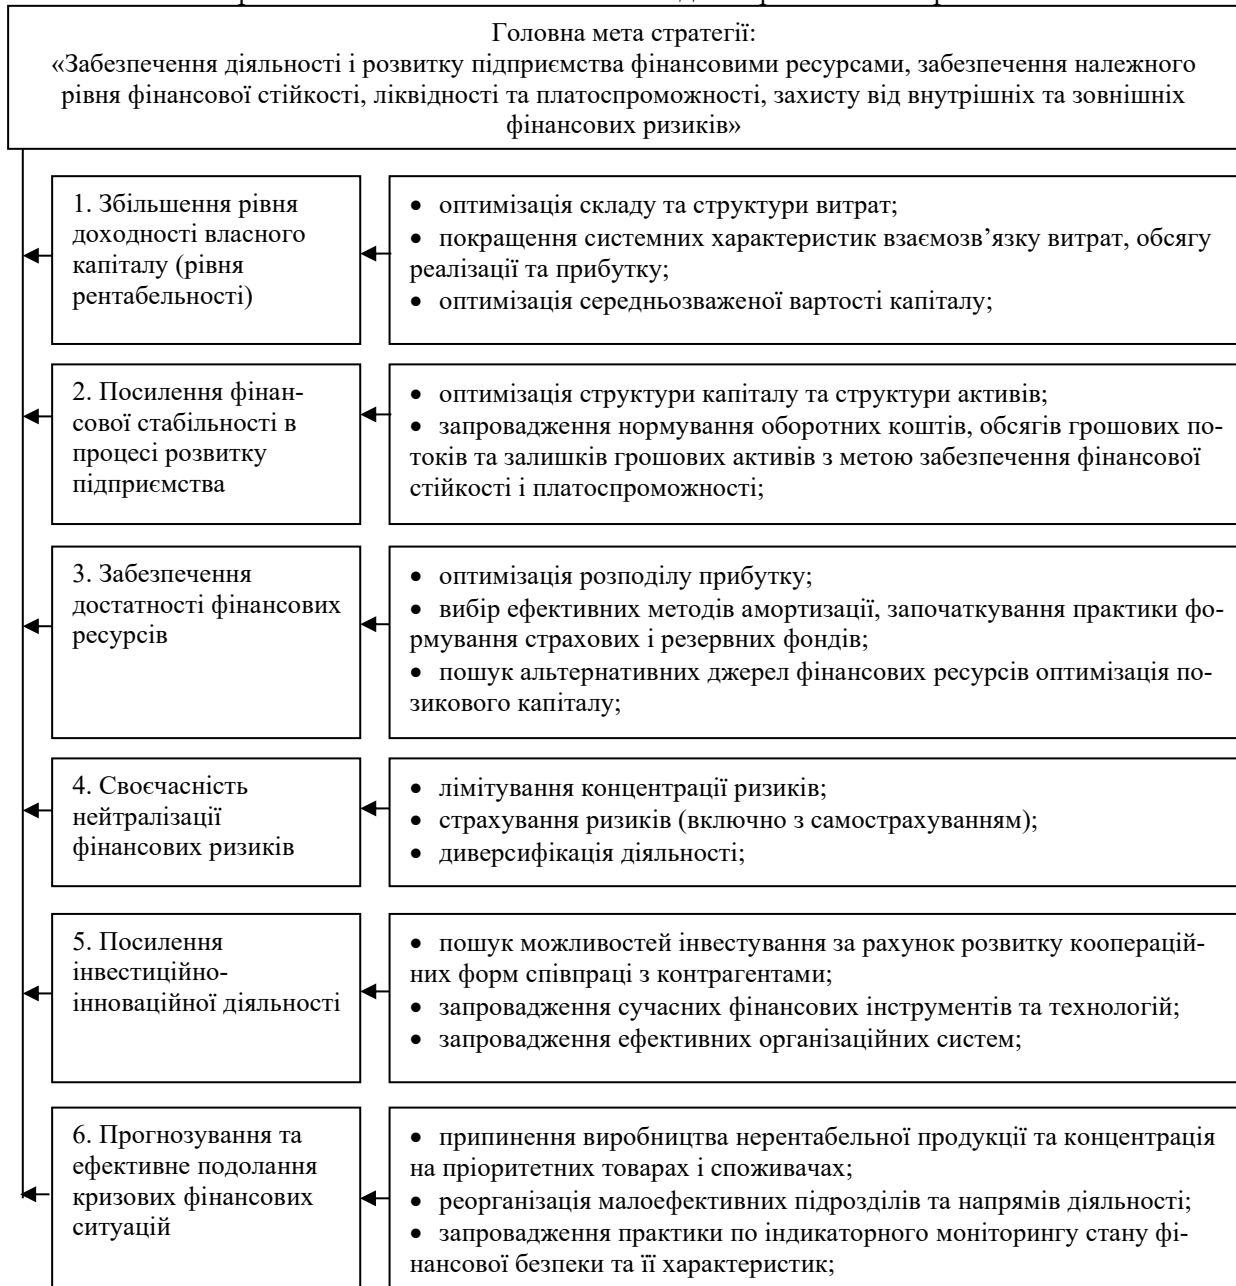 Головна мета стратегії:
«Забезпечення діяльності і розвитку підприємства фінансовими ресурсами, забезпечення належного
рівня фінансової стійкості, ліквідності та платоспроможності, захисту від внутрішніх та зовнішніх
фінансових ризиків»
1. Збільшення рівня
доходності власного
капіталу (рівня
рентабельності)
• оптимізація складу та структури витрат;
• покращення системних характеристик взаємозв’язку витрат, обсягу
реалізації та прибутку;
• оптимізація середньозваженої вартості капіталу;
2. Посилення фінан-
сової стабільності в
процесі розвитку
підприємства
• оптимізація структури капіталу та структури активів;
• запровадження нормування оборотних коштів, обсягів грошових по-
токів та залишків грошових активів з метою забезпечення фінансової
стійкості і платоспроможності;
3. Забезпечення
достатності фінансових
ресурсів
• оптимізація розподілу прибутку;
• вибір ефективних методів амортизації, започаткування практики фо-
рмування страхових і резервних фондів;
• пошук альтернативних джерел фінансових ресурсів оптимізація по-
зикового капіталу;
4. Своєчасність
нейтралізації
фінансових ризиків
• лімітування концентрації ризиків;
• страхування ризиків (включно з самострахуванням);
• диверсифікація діяльності;
5. Посилення
інвестиційно-
інноваційної діяльності
• пошук можливостей інвестування за рахунок розвитку кооперацій-
них форм співпраці з контрагентами;
• запровадження сучасних фінансових інструментів та технологій;
• запровадження ефективних організаційних систем;
6. Прогнозування та
ефективне подолання
кризових фінансових
ситуацій
• припинення виробництва нерентабельної продукції та концентрація
на пріоритетних товарах і споживачах;
• реорганізація малоефективних підрозділів та напрямів діяльності;
• запровадження практики по індикаторного моніторингу стану фі-
нансової безпеки та її характеристик;